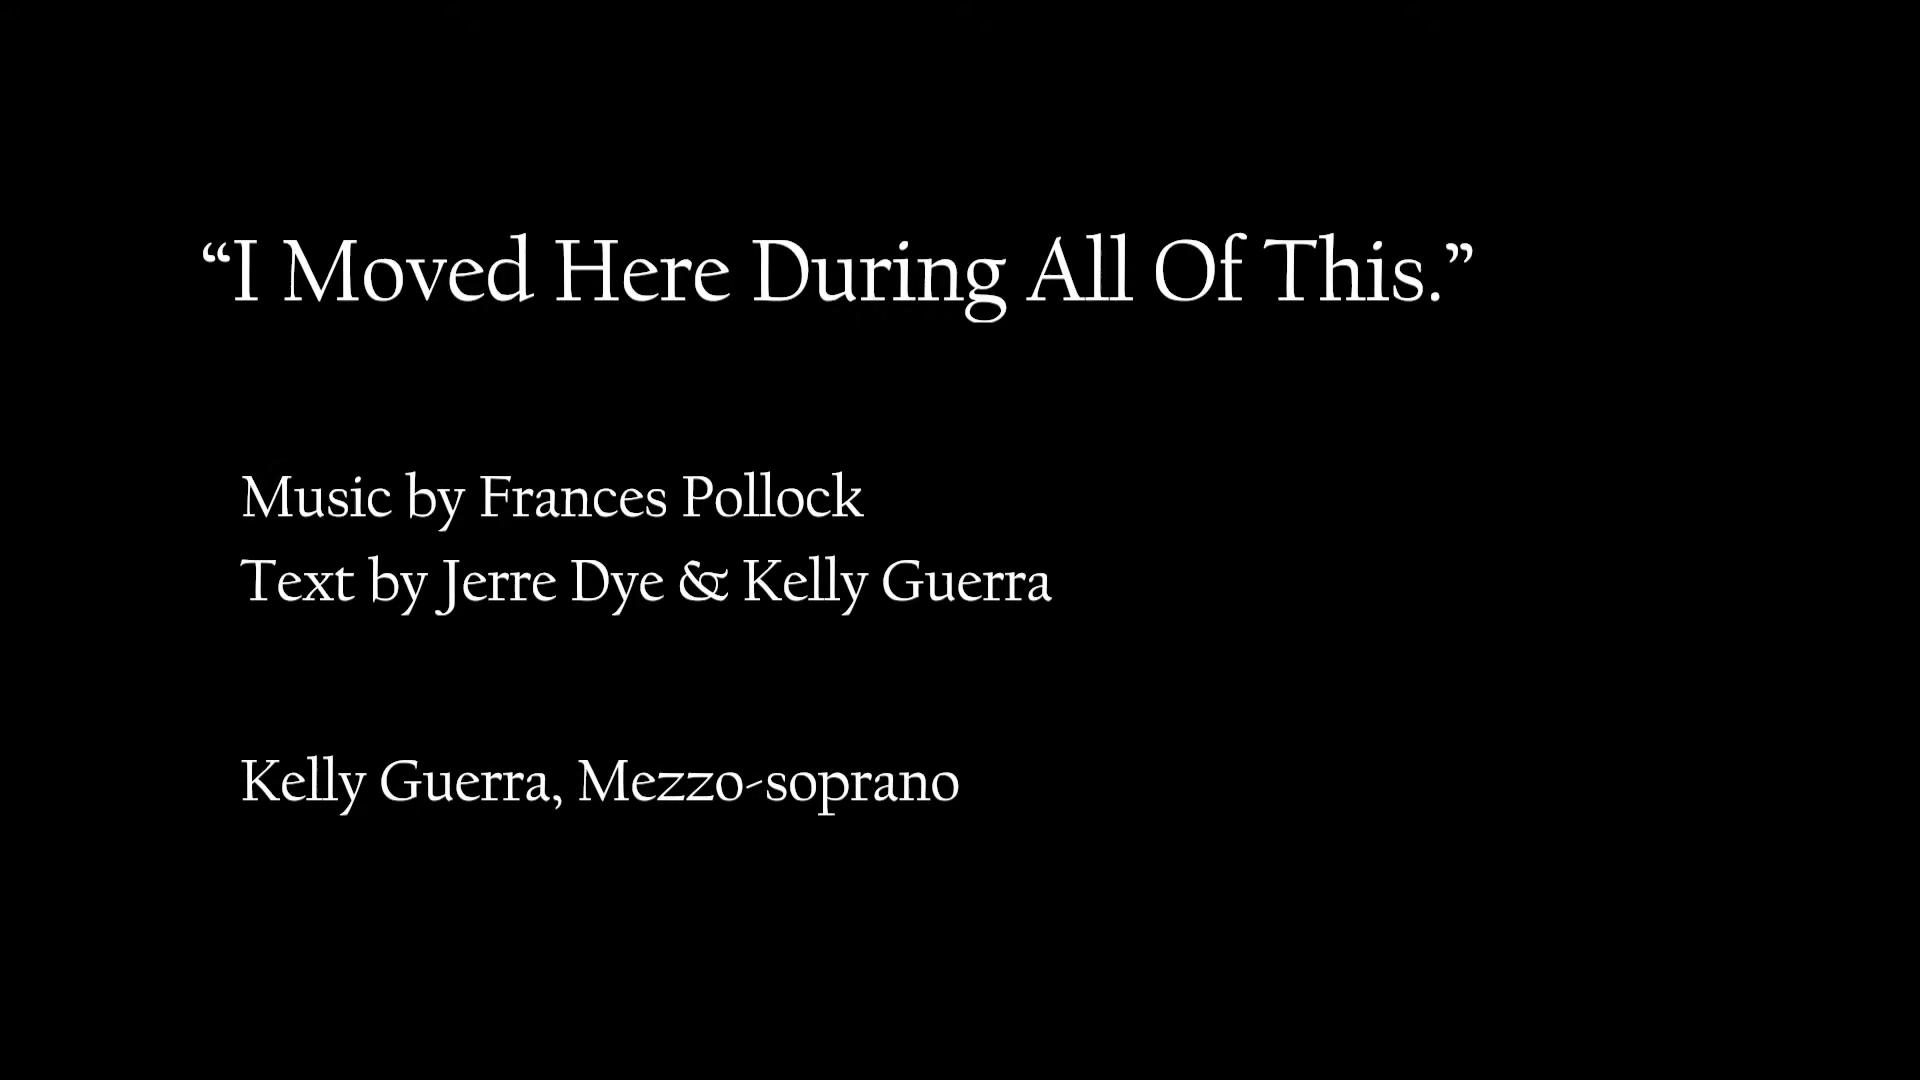 “I Moved Here During All Of This.”
Music by Frances Pollock
Text by Jerre Dye & Kelly Guerra
Kelly Guerra, Mezzo-soprano